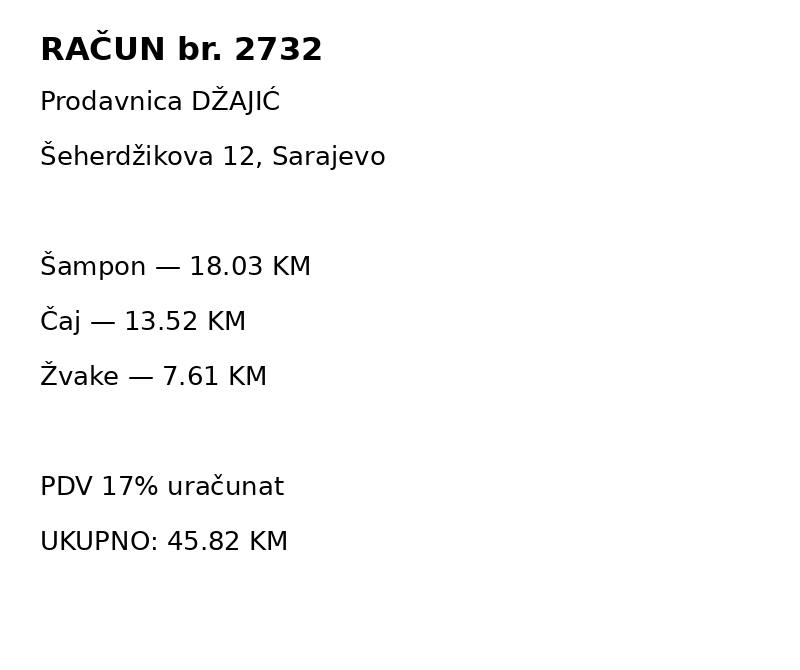 RAČUN br. 2732
Prodavnica DŽAJIĆ
Šeherdžikova 12, Sarajevo
Šampon — 18.03 KM
Čaj — 13.52 KM
Žvake — 7.61 KM
PDV 17% uračunat
UKUPNO: 45.82 KM